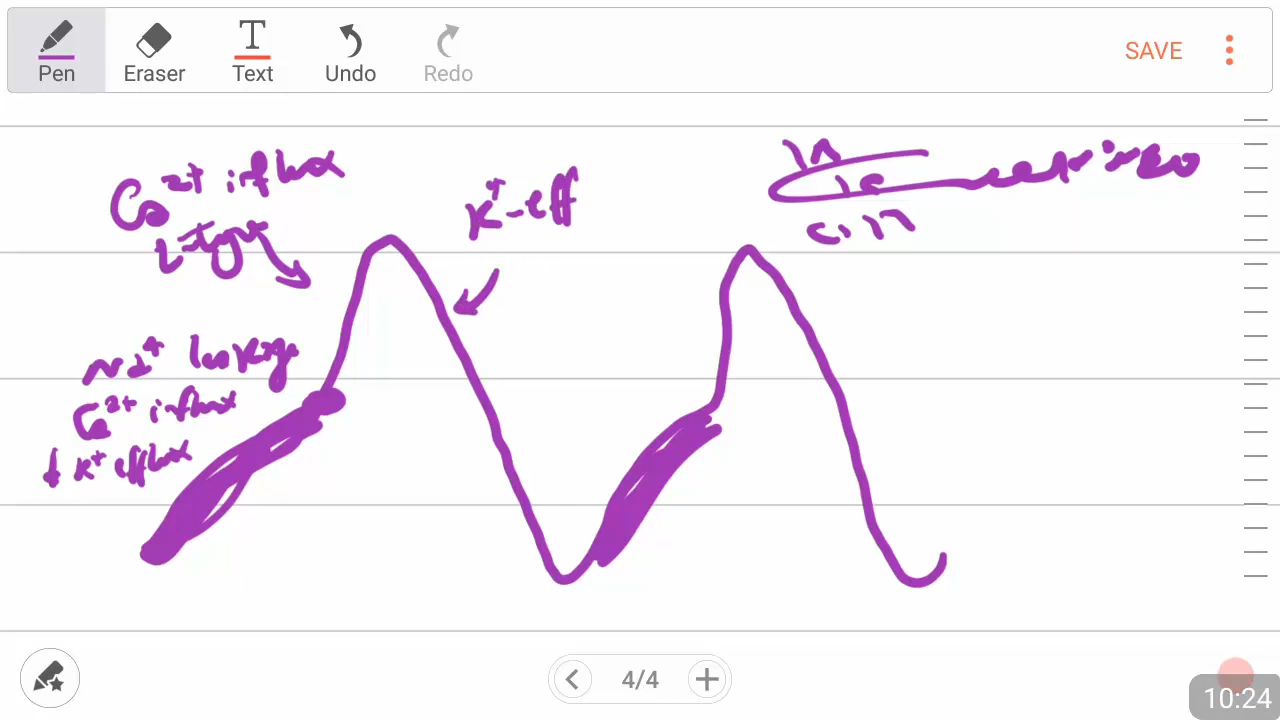 Pen Eraser Text Undo Redo SAVE
Ca2+ influx
L-type
K+-eff
Na+ leakage
Ca2+ influx
↓ K+ efflux
4/4
10:24